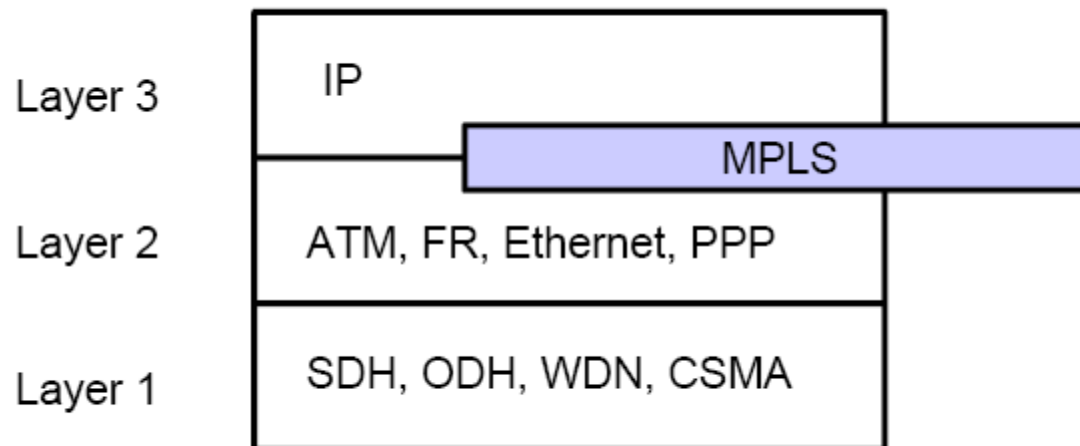 Layer 3
IP
MPLS
Layer 2
ATM, FR, Ethernet, PPP
Layer 1
SDH, ODH, WDN, CSMA